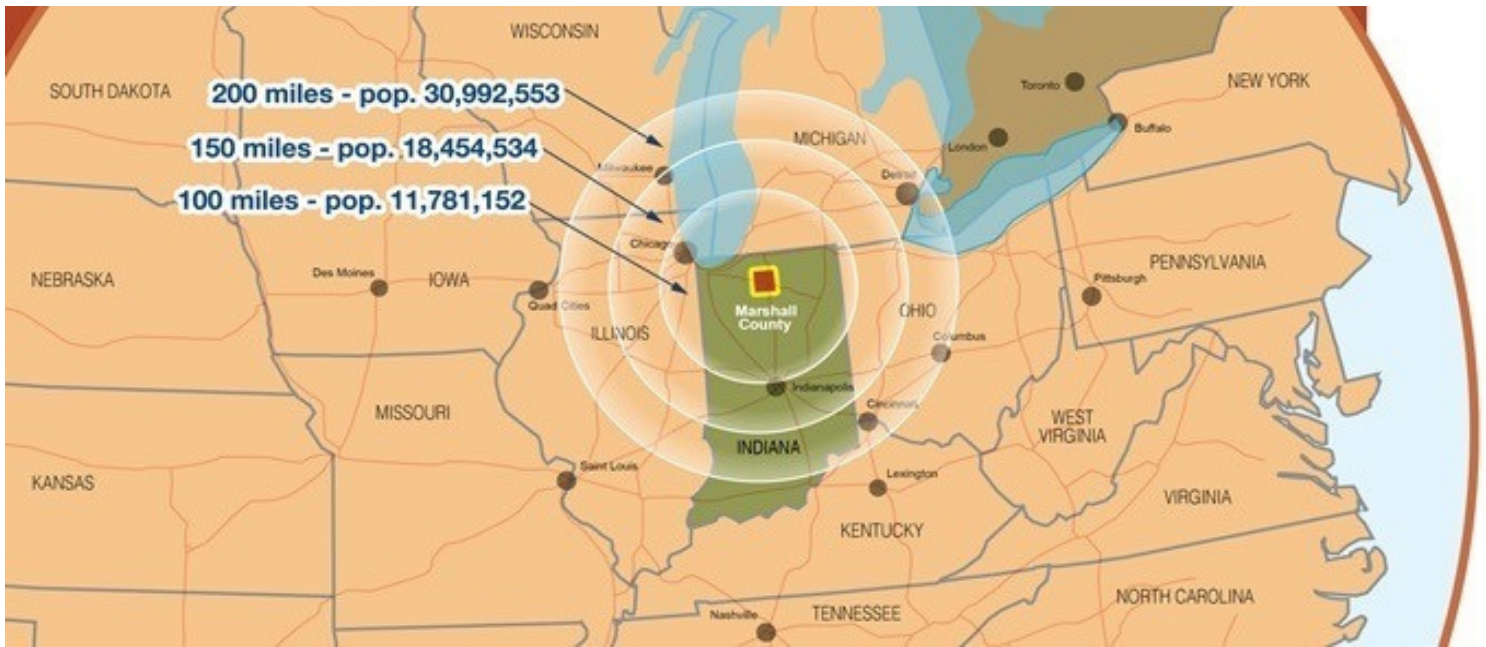 WISCONSIN
SOUTH DAKOTA
NEW YORK
Toronto
200 miles - pop. 30,992,553
Buffalo
MICHIGAN
London
150 miles - pop. 18,454,534
Milwaukee
Detroit
100 miles - pop. 11,781,152
Chicago
PENNSYLVANIA
NEBRASKA
Des Moines
IOWA
Pittsburgh
Quad Cities
Marshall
County
OHIO
ILLINOIS
Columbus
Indianapolis
Cincinnati
MISSOURI
WEST
VIRGINIA
INDIANA
Saint Louis
Lexington
KANSAS
VIRGINIA
KENTUCKY
NORTH CAROLINA
Nashville
TENNESSEE